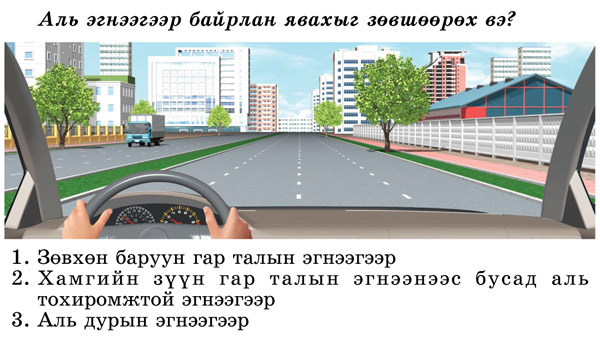 Аль эгнээгээр байрлан явахыг зөвшөөрөх вэ?
1. Зөвхөн баруун гар талын эгнээгээр
2. Хамгийн зүүн гар талын эгнээнээс бусад аль
тохиромжтой эгнээгээр
3. Аль дурын эгнээгээр